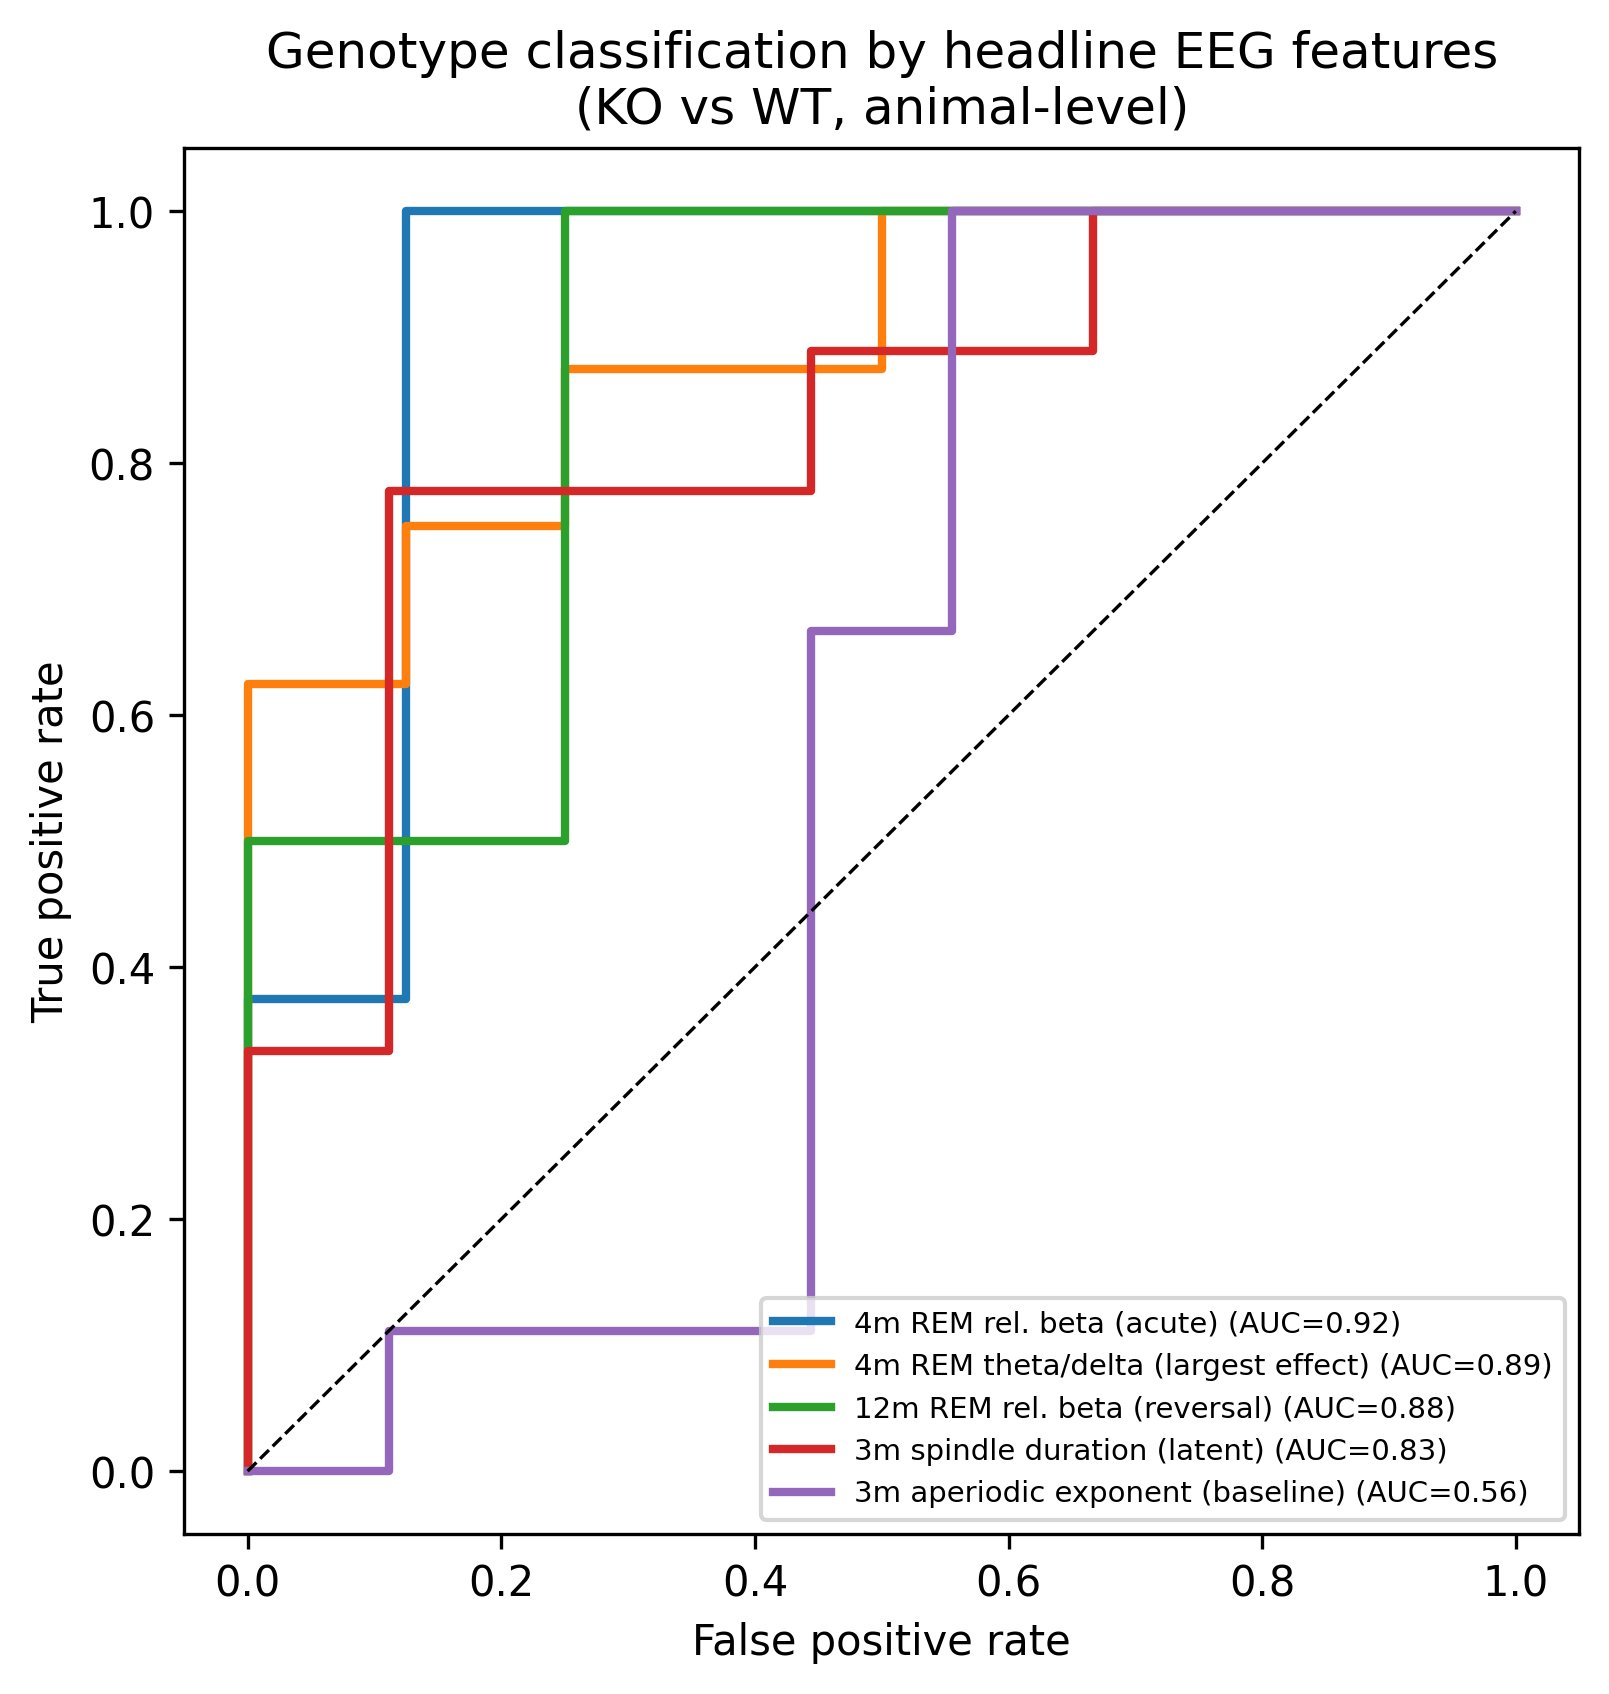 Genotype classification by headline EEG features
(KO vs WT, animal-level)
True positive rate
1.0
0.8
0.6
0.4
0.2
0.0
4m REM rel. beta (acute) (AUC=0.92)
4m REM theta/delta (largest effect) (AUC=0.89)
12m REM rel. beta (reversal) (AUC=0.88)
3m spindle duration (latent) (AUC=0.83)
3m aperiodic exponent (baseline) (AUC=0.56)
0.0 0.2 0.4 0.6 0.8 1.0
False positive rate